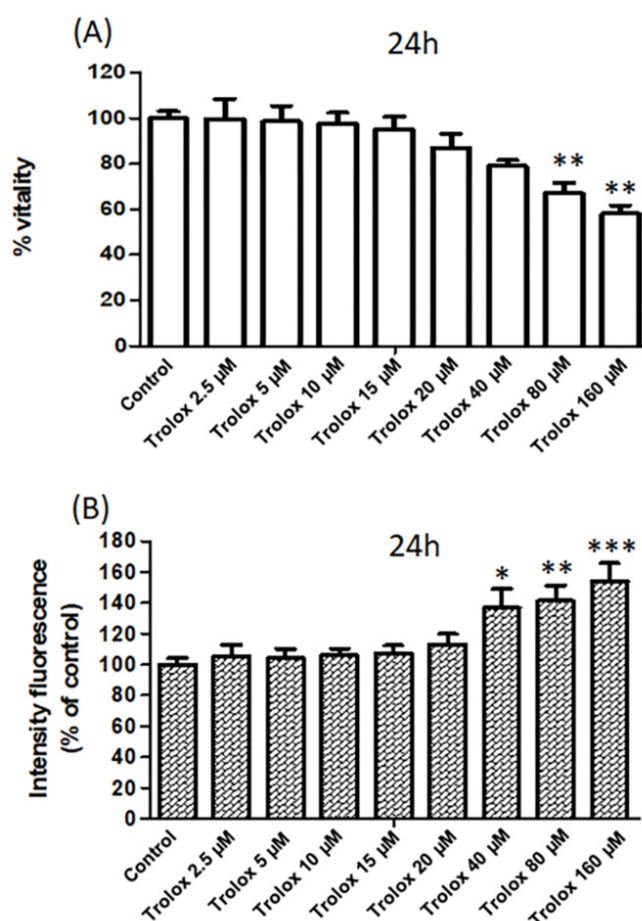 (A)
24h
% vitality
120
100
80
60
40
20
0
**
**
Control
Trolox 2.5 µM
Trolox 5 µM
Trolox 10 µM
Trolox 15 µM
Trolox 20 µM
Trolox 40 µM
Trolox 80 µM
Trolox 160 µM
(B)
24h
Intensity fluorescence
(% of control)
180
160
140
120
100
80
60
40
20
0
*
**
***
Control
Trolox 2.5 µM
Trolox 5 µM
Trolox 10 µM
Trolox 15 µM
Trolox 20 µM
Trolox 40 µM
Trolox 80 µM
Trolox 160 µM